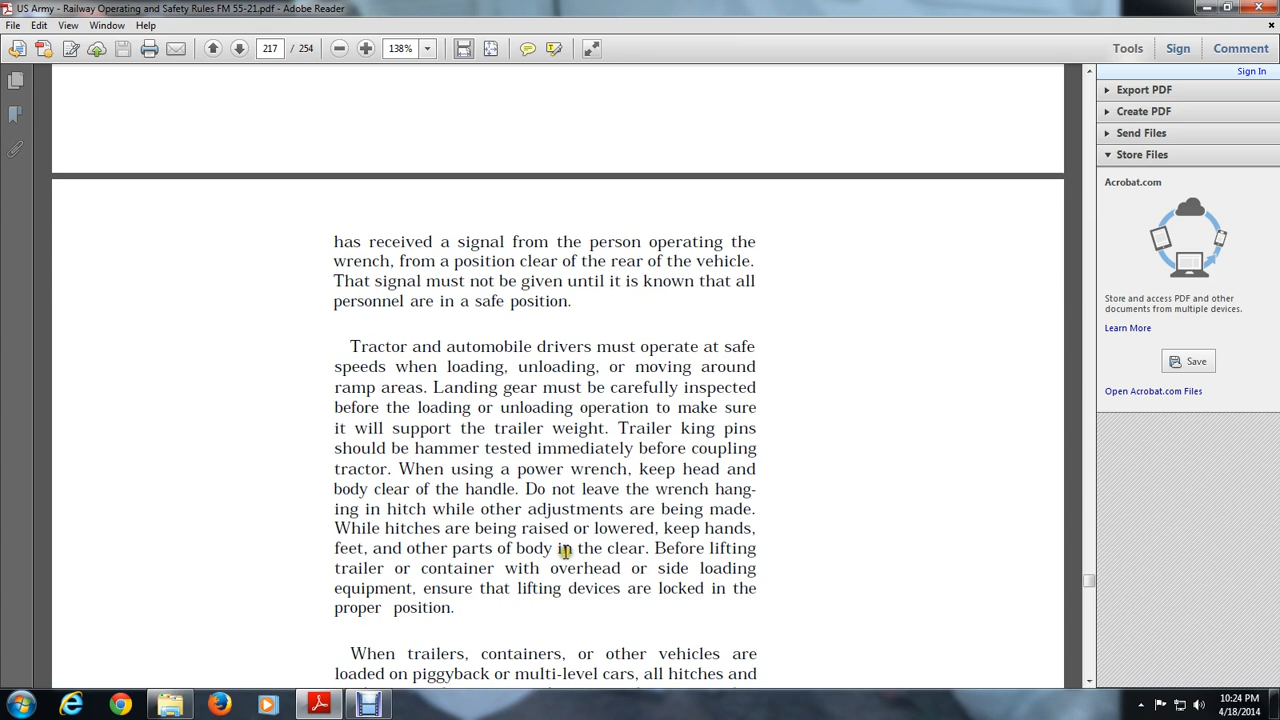 US Army - Railway Operating and Safety Rules FM 55-21.pdf - Adobe Reader
File Edit View Window Help
217 / 254 138% Tools Sign Comment
Sign In
Export PDF
Create PDF
Send Files
Store Files
Acrobat.com
Store and access PDF and other
documents from multiple devices.
Learn More
Save
Open Acrobat.com Files
has received a signal from the person operating the
wrench, from a position clear of the rear of the vehicle.
That signal must not be given until it is known that all
personnel are in a safe position.
Tractor and automobile drivers must operate at safe
speeds when loading, unloading, or moving around
ramp areas. Landing gear must be carefully inspected
before the loading or unloading operation to make sure
it will support the trailer weight. Trailer king pins
should be hammer tested immediately before coupling
tractor. When using a power wrench, keep head and
body clear of the handle. Do not leave the wrench hang-
ing in hitch while other adjustments are being made.
While hitches are being raised or lowered, keep hands,
feet, and other parts of body in the clear. Before lifting
trailer or container with overhead or side loading
equipment, ensure that lifting devices are locked in the
proper position.
When trailers, containers, or other vehicles are
loaded on piggyback or multi-level cars, all hitches and
10:24 PM
4/18/2014